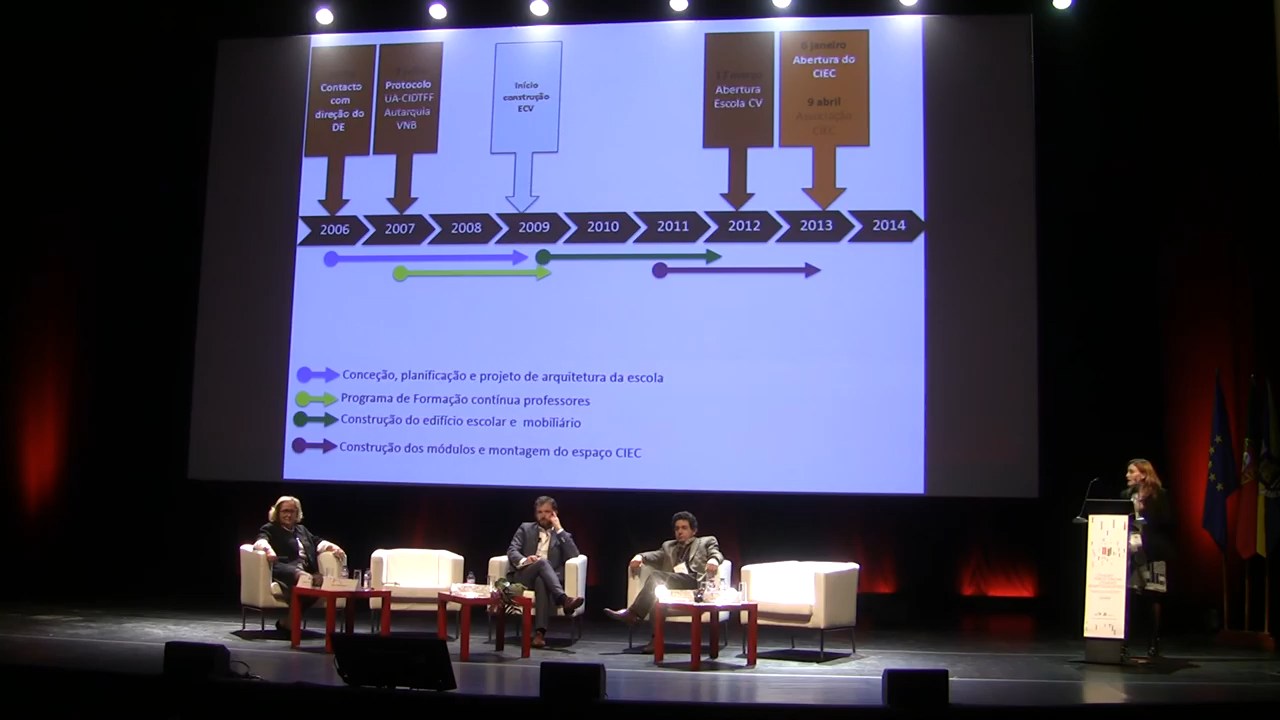 Contacto
com
direção do
DE
Protocolo
UA-CIDTFF
Autarquia
VNB
Início
construção
ECV
Abertura
Escola CV
6 janeiro
Abertura do
CIEC
9 abril
CIEC
2006
2007
2008
2009
2010
2011
2012
2013
2014
Conceção, planificação e projeto de arquitetura da escola
Programa de Formação contínua professores
Construção do edifício escolar e mobiliário
Construção dos módulos e montagem do espaço CIEC